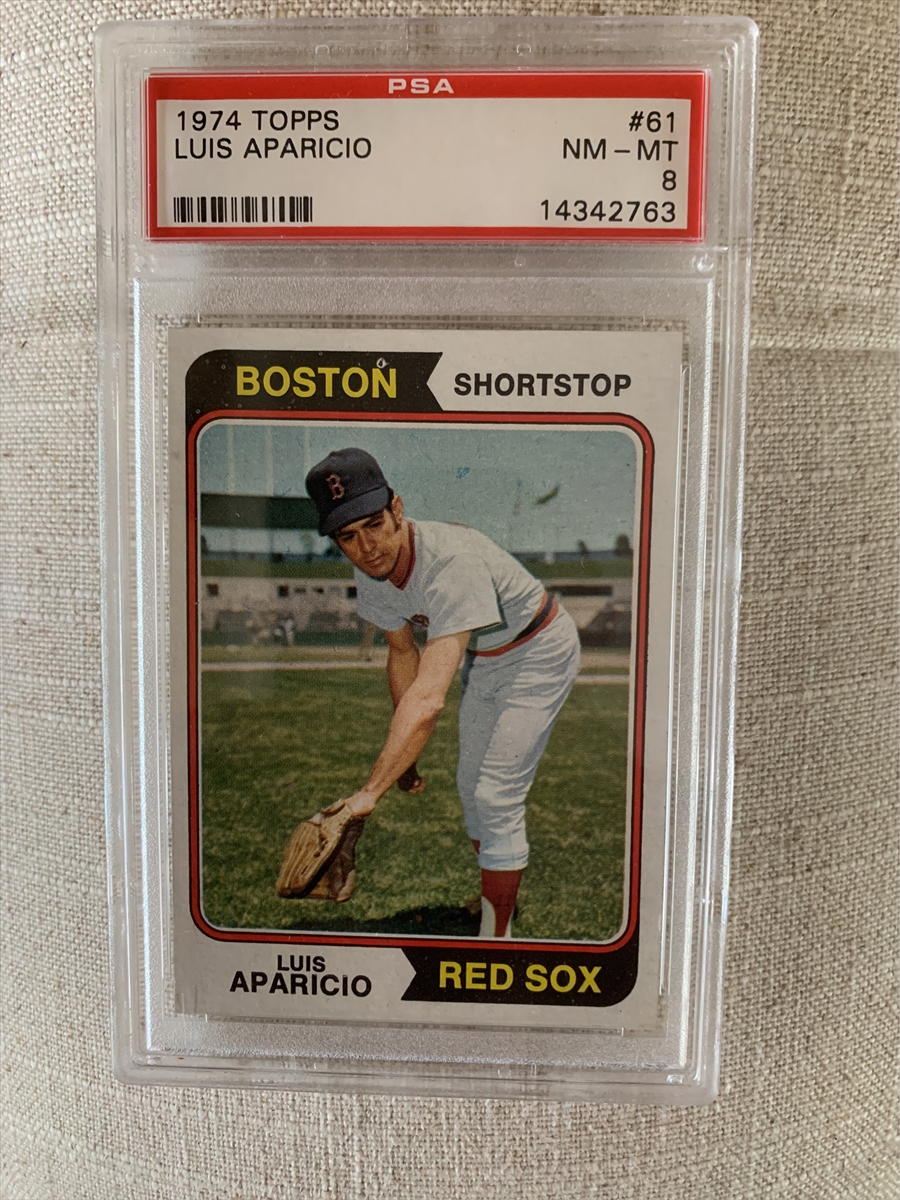 PSA
1974 TOPPS #61
LUIS APARICIO NM - MT
8
14342763
BOSTON SHORTSTOP
B
LUIS
APARICIO RED SOX